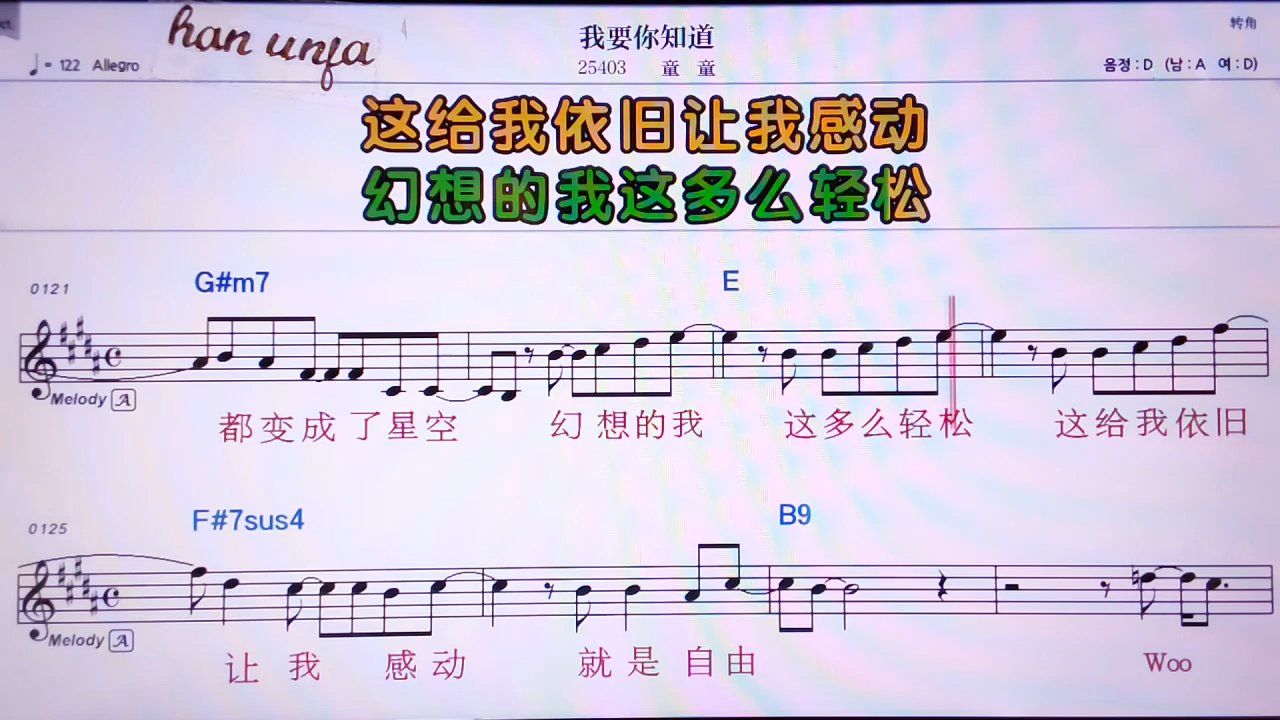 han unfa
我要你知道
转角
= 122 Allegro
25403 童 童
음정:D (남:A 여:D)
这给我依旧让我感动
幻想的我这多么轻松
0121
G#m7
E
Melody A
都变成了星空 幻想的我 这多么轻松 这给我依旧
0125
F#7sus4
B9
Melody A
让我 感动 就是自由 Woo